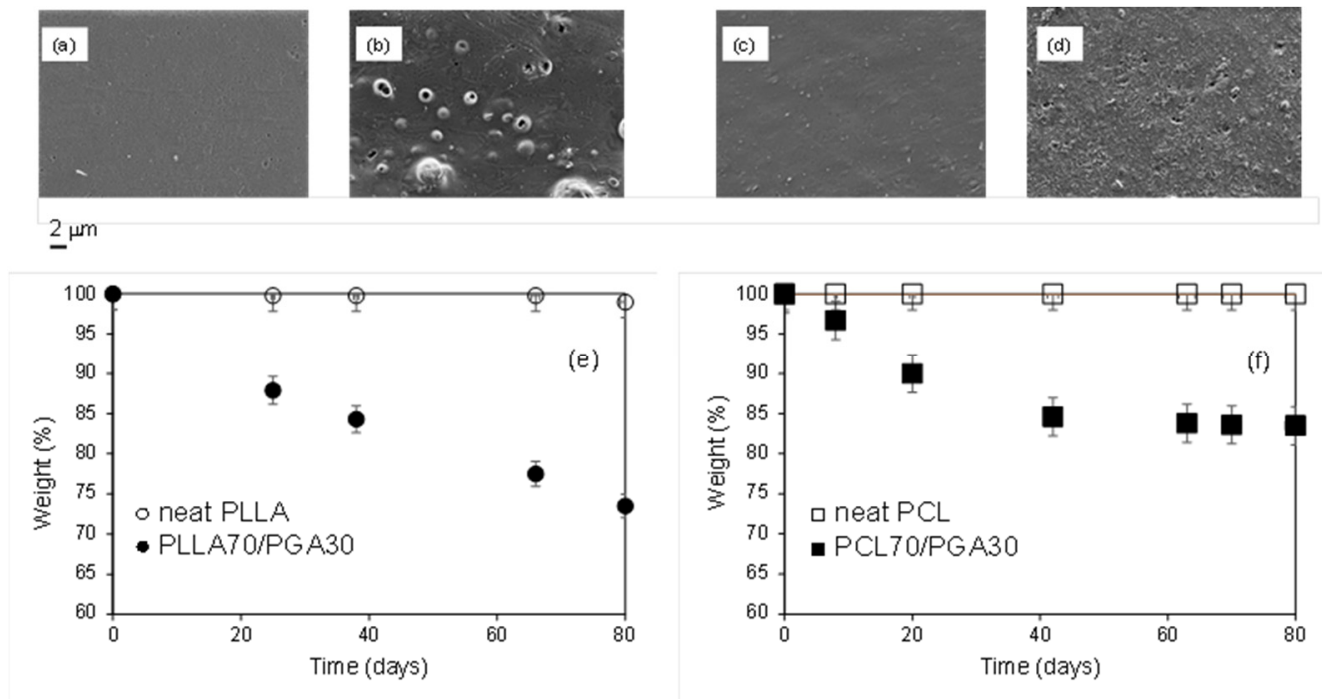 (a)
(b)
(c)
(d)
2 μm
100
95
90
85
80
75
70
65
60
0
20
40
60
80
Weight (%)
Time (days)
(e)
neat PLLA
PLLA70/PGA30
100
95
90
85
80
75
70
65
60
0
20
40
60
80
Weight (%)
Time (days)
(f)
neat PCL
PCL70/PGA30